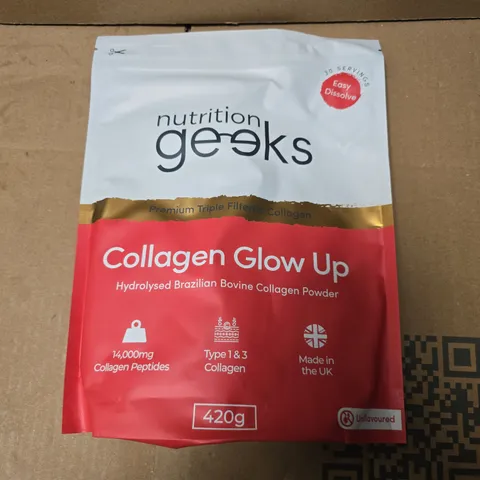 30 SERVINGS
Easy
Dissolve
nutrition
geeks
Premium Triple Filtered Collagen
Collagen Glow Up
Hydrolysed Brazilian Bovine Collagen Powder
14,000mg
Collagen Peptides
Type 1 & 3
Collagen
Made in
the UK
420g
Unflavoured